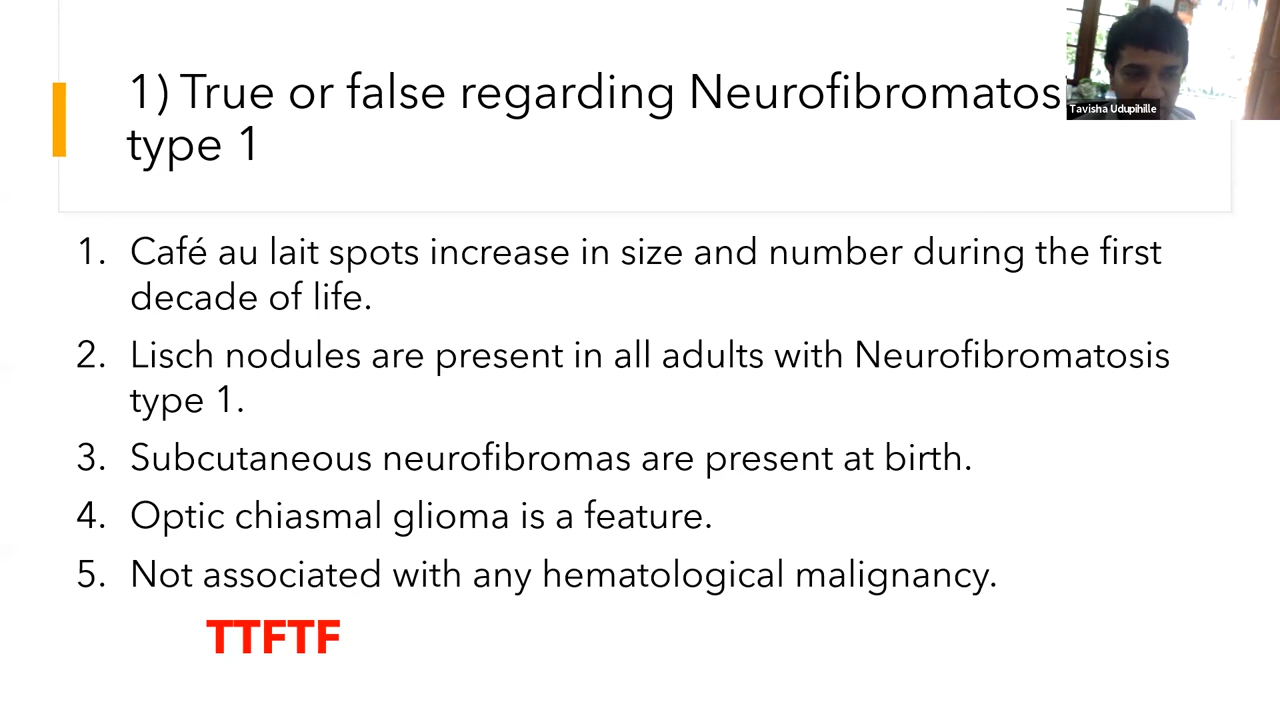 1) True or false regarding Neurofibromatos
type 1
Tavisha Udupihille
1. Café au lait spots increase in size and number during the first
decade of life.
2. Lisch nodules are present in all adults with Neurofibromatosis
type 1.
3. Subcutaneous neurofibromas are present at birth.
4. Optic chiasmal glioma is a feature.
5. Not associated with any hematological malignancy.
TTFTF